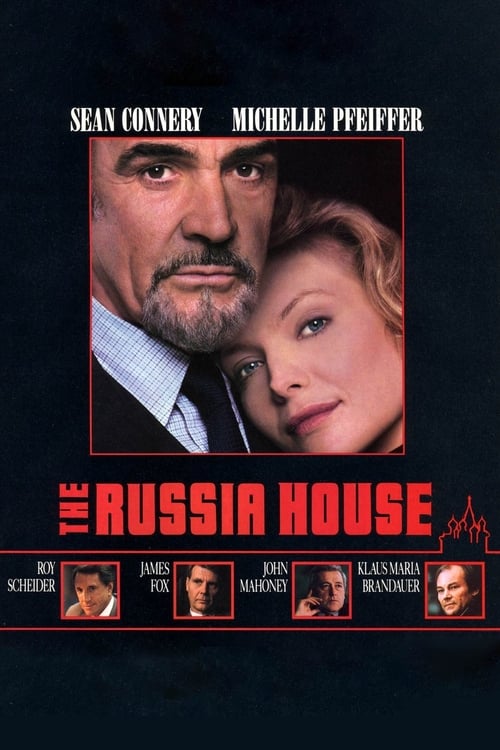 SEAN CONNERY MICHELLE PFEIFFER
THE RUSSIA HOUSE
ROY
SCHEIDER
JAMES
FOX
JOHN
MAHONEY
KLAUS MARIA
BRANDAUER